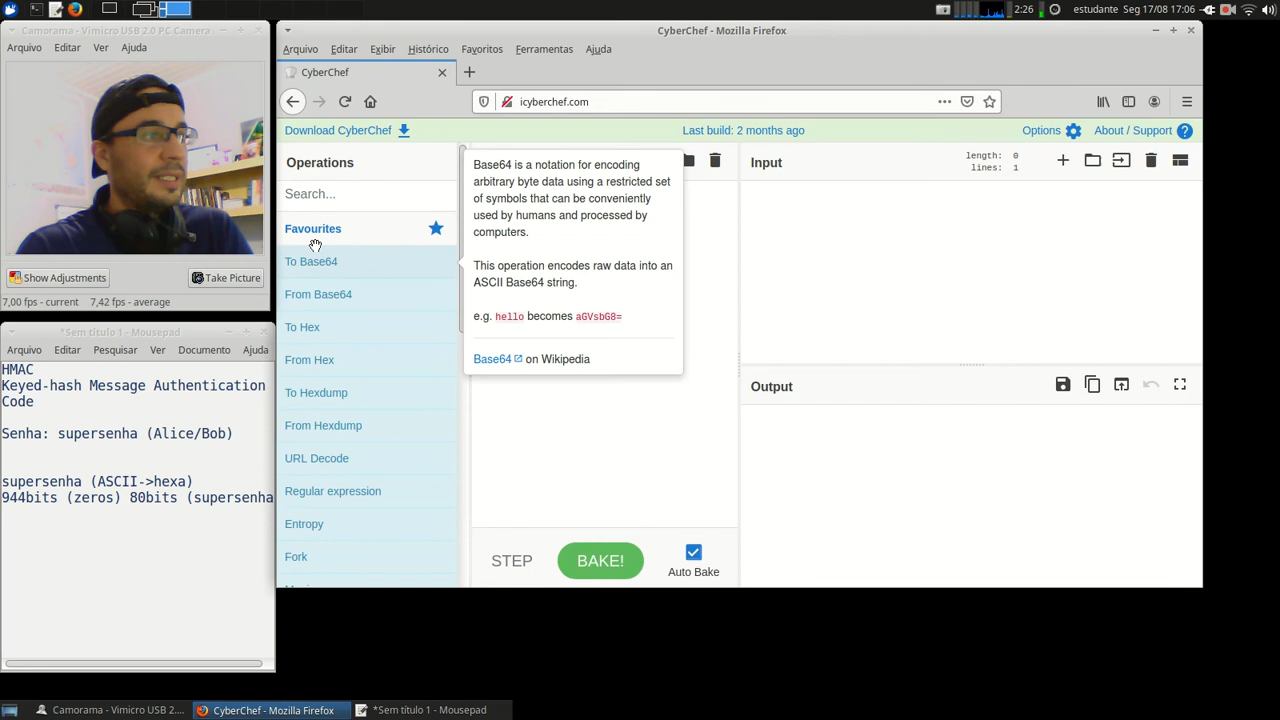 2:26
estudante Seg 17/08 17:06
Camorama - Vimicro USB 2.0 PC Camera
Arquivo Editar Ver Ajuda
Show Adjustments
Take Picture
7,00 fps - current 7,42 fps - average
*Sem título 1 - Mousepad
Arquivo Editar Pesquisar Ver Documento Ajuda
HMAC
Keyed-hash Message Authentication
Code
Senha: supersenha (Alice/Bob)
supersenha (ASCII->hexa)
944bits (zeros) 80bits (supersenha
CyberChef - Mozilla Firefox
Arquivo Editar Exibir Histórico Favoritos Ferramentas Ajuda
CyberChef
icyberchef.com
Download CyberChef
Last build: 2 months ago
Options
About / Support
Operations
Search...
Favourites
To Base64
From Base64
To Hex
From Hex
To Hexdump
From Hexdump
URL Decode
Regular expression
Entropy
Fork
Base64 is a notation for encoding
arbitrary byte data using a restricted set
of symbols that can be conveniently
used by humans and processed by
computers.
This operation encodes raw data into an
ASCII Base64 string.
e.g. hello becomes aGVsbG8=
Base64 on Wikipedia
STEP
BAKE!
Auto Bake
Input
length: 0
lines: 1
Output
Camorama - Vimicro USB 2....
CyberChef - Mozilla Firefox
*Sem título 1 - Mousepad